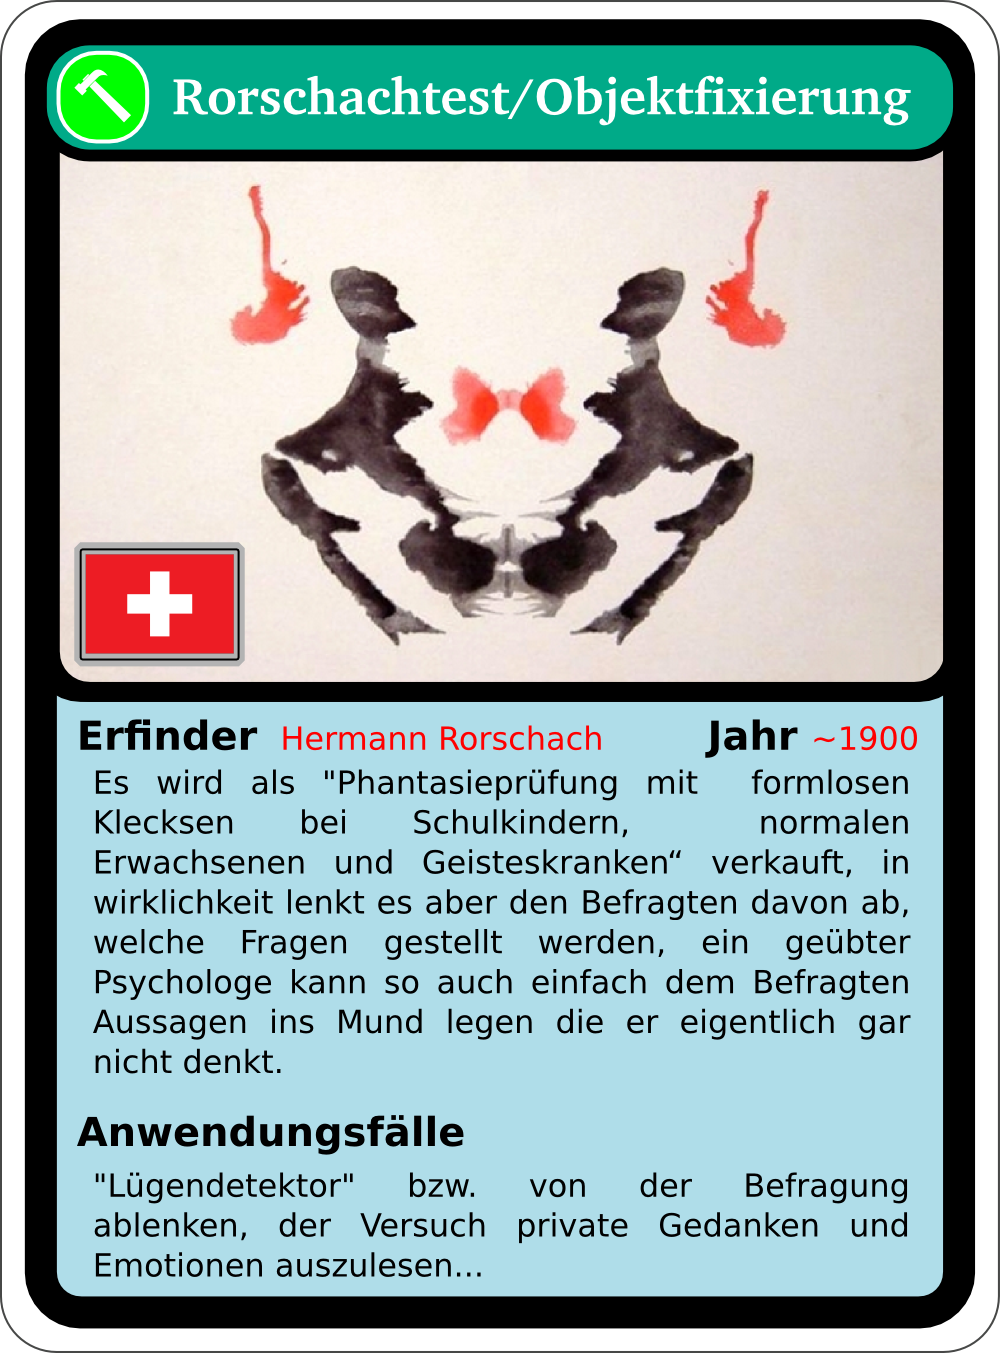 Rorschachtest/Objektfixierung
Erfinder Hermann Rorschach Jahr ~1900
Es wird als "Phantasieprüfung mit formlosen
Klecksen bei Schulkindern, normalen
Erwachsenen und Geisteskranken“ verkauft, in
wirklichkeit lenkt es aber den Befragten davon ab,
welche Fragen gestellt werden, ein geübter
Psychologe kann so auch einfach dem Befragten
Aussagen ins Mund legen die er eigentlich gar
nicht denkt.
Anwendungsfälle
"Lügendetektor" bzw. von der Befragung
ablenken, der Versuch private Gedanken und
Emotionen auszulesen...